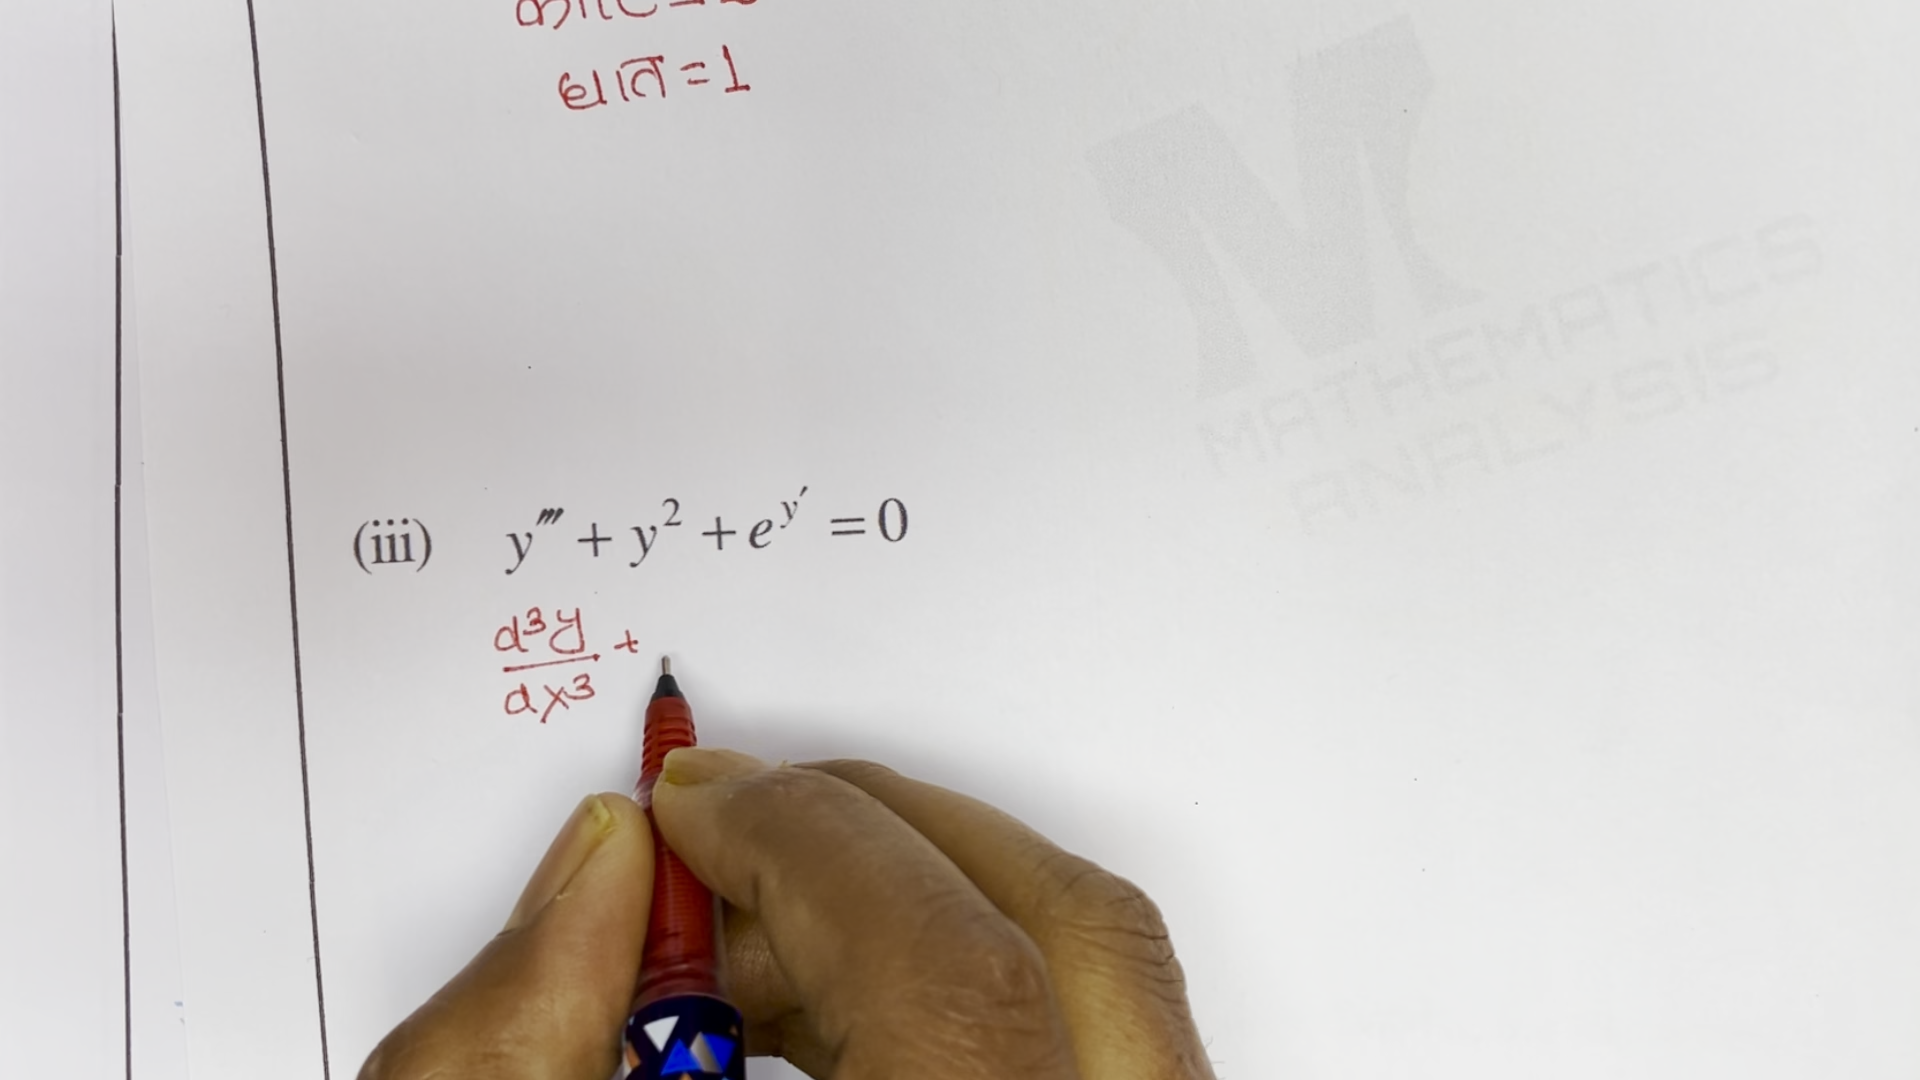 घात = 1
MATHEMATICS
ANALYSIS
(iii) y''' + y² + e^{y'} = 0
d³y/dx³ +